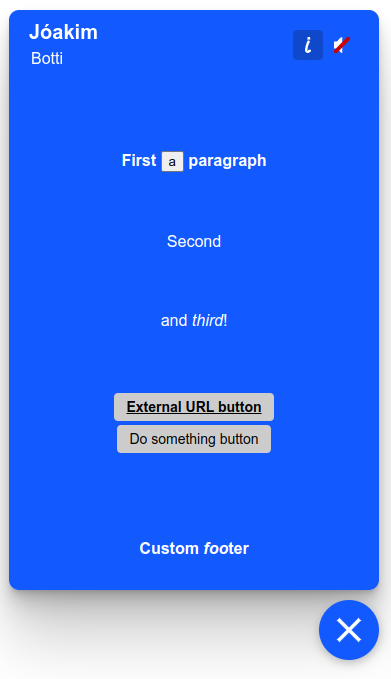 Jóakim
Botti
i
First a paragraph
Second
and third!
External URL button
Do something button
Custom footer